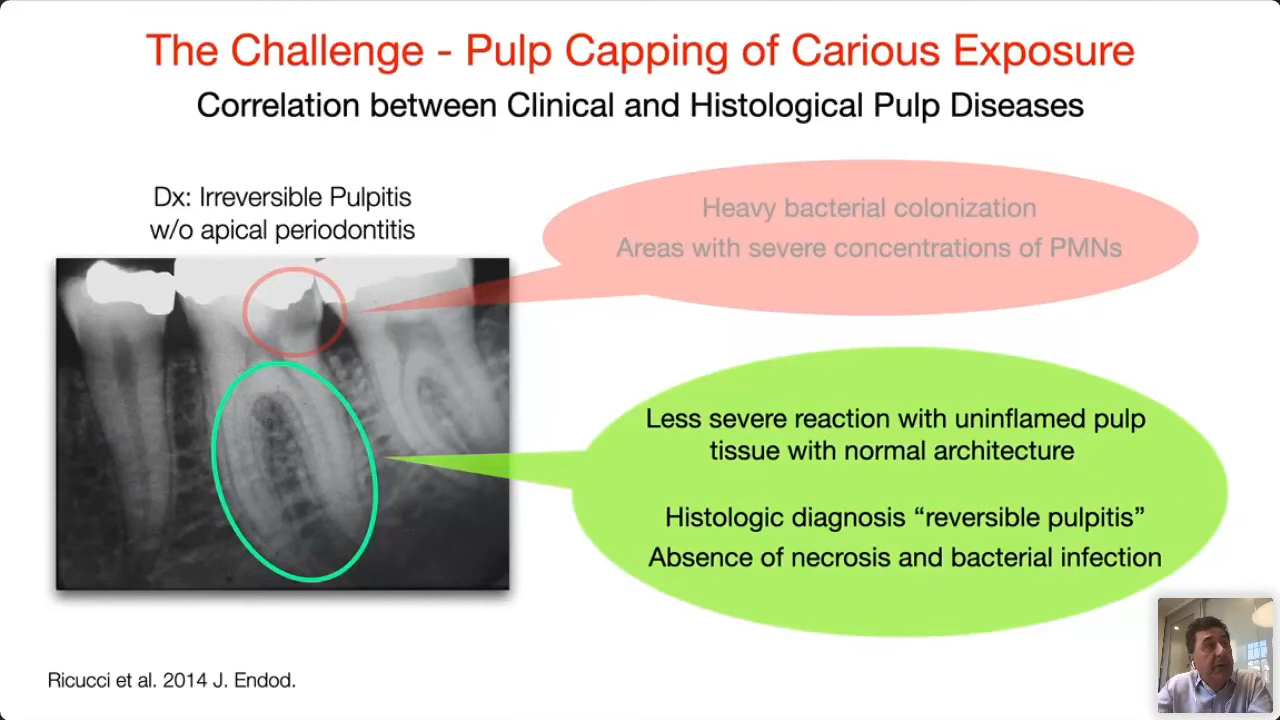 The Challenge - Pulp Capping of Carious Exposure
Correlation between Clinical and Histological Pulp Diseases
Dx: Irreversible Pulpitis
w/o apical periodontitis
Heavy bacterial colonization
Areas with severe concentrations of PMNs
Less severe reaction with uninflamed pulp
tissue with normal architecture
Histologic diagnosis “reversible pulpitis”
Absence of necrosis and bacterial infection
Ricucci et al. 2014 J. Endod.